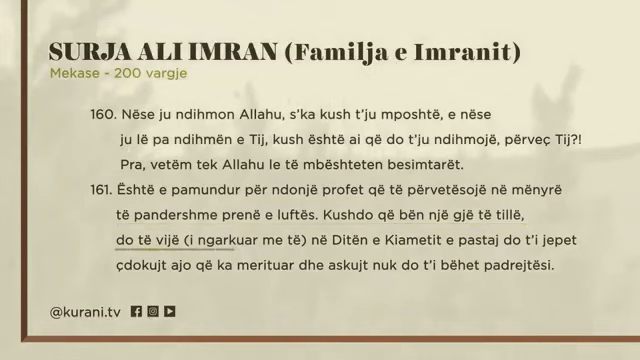 SURJA ALI IMRAN (Familja e Imranit)
Mekase - 200 vargje
160. Nëse ju ndihmon Allahu, s'ka kush t'ju mposhtë, e nëse
ju lë pa ndihmën e Tij, kush është ai që do t'ju ndihmojë, përveç Tij?!
Pra, vetëm tek Allahu le të mbështeten besimtarët.
161. Është e pamundur për ndonjë profet që të përvetësojë në mënyrë
të pandershme prenë e luftës. Kushdo që bën një gjë të tillë,
do të vijë (i ngarkuar me të) në Ditën e Kiametit e pastaj do t'i jepet
çdokujt ajo që ka merituar dhe askujt nuk do t'i bëhet padrejtësi.
@kurani.tv